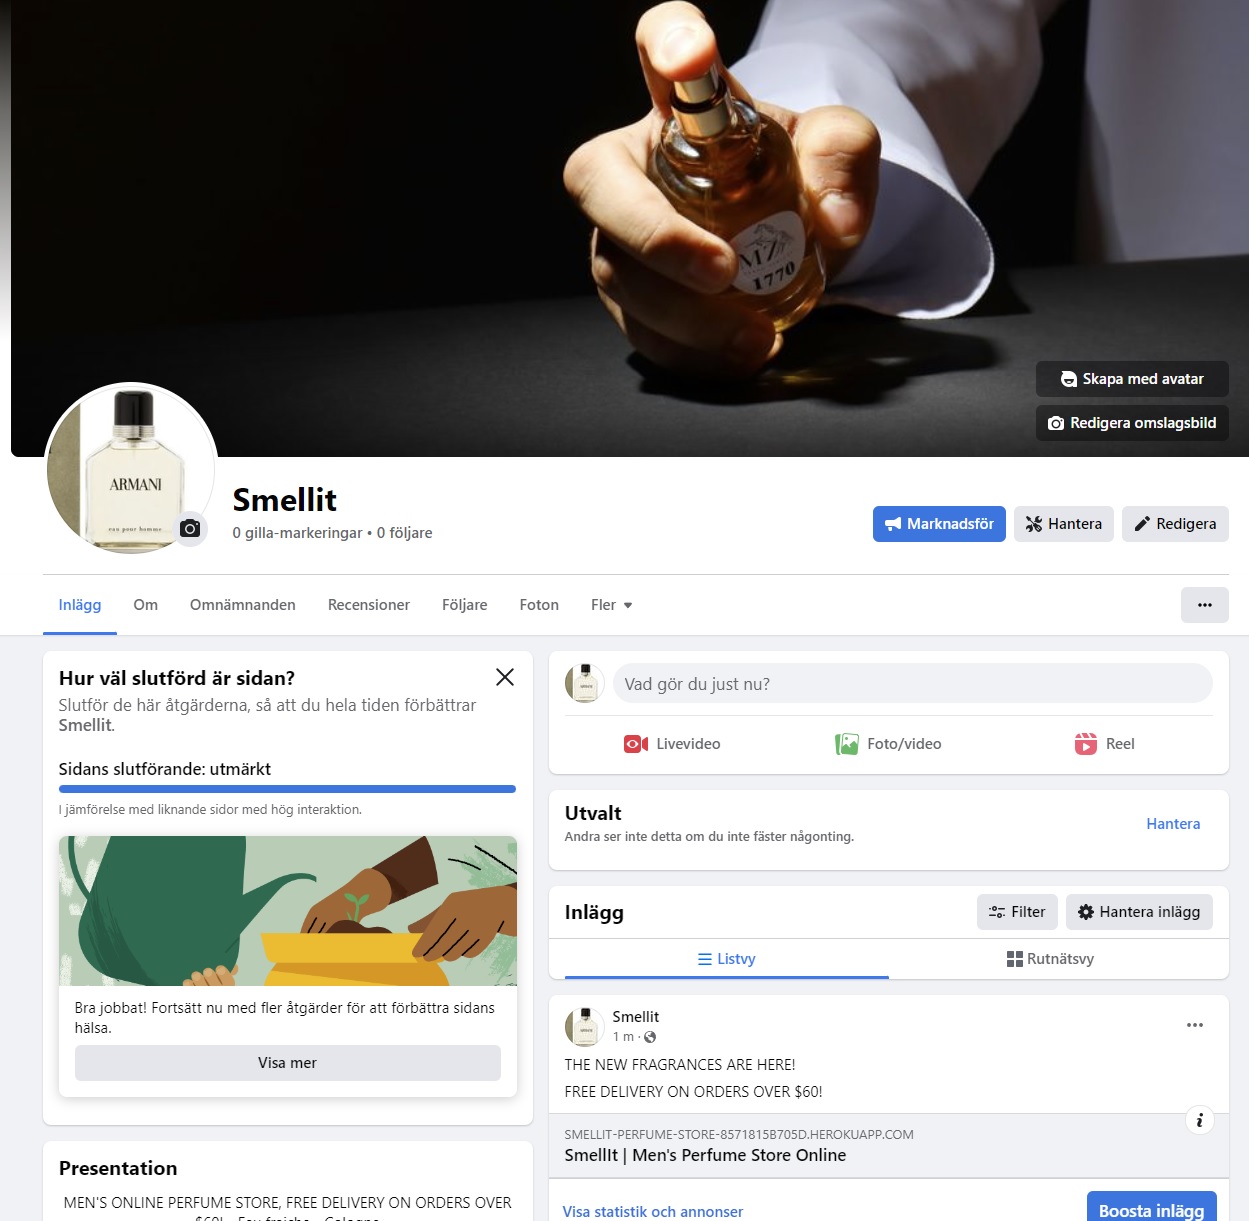 MZ
1770
Skapa med avatar
Redigera omslagsbild
ARMANI
eau pour homme
Smellit
0 gilla-markeringar • 0 följare
Marknadsför
Hantera
Redigera
Inlägg
Om
Omnämnanden
Recensioner
Följare
Foton
Fler
Hur väl slutförd är sidan?
Slutför de här åtgärderna, så att du hela tiden förbättrar
Smellit.
Sidans slutförande: utmärkt
I jämförelse med liknande sidor med hög interaktion.
Bra jobbat! Fortsätt nu med fler åtgärder för att förbättra sidans
hälsa.
Visa mer
Presentation
MEN'S ONLINE PERFUME STORE, FREE DELIVERY ON ORDERS OVER
Vad gör du just nu?
Livevideo
Foto/video
Reel
Utvalt
Andra ser inte detta om du inte fäster någonting.
Hantera
Inlägg
Filter
Hantera inlägg
Listvy
Rutnätsvy
Smellit
1 m ·
THE NEW FRAGRANCES ARE HERE!
FREE DELIVERY ON ORDERS OVER $60!
SMELLIT-PERFUME-STORE-8571815B705D.HEROKUAPP.COM
SmellIt | Men's Perfume Store Online
Visa statistik och annonser
Boosta inlägg